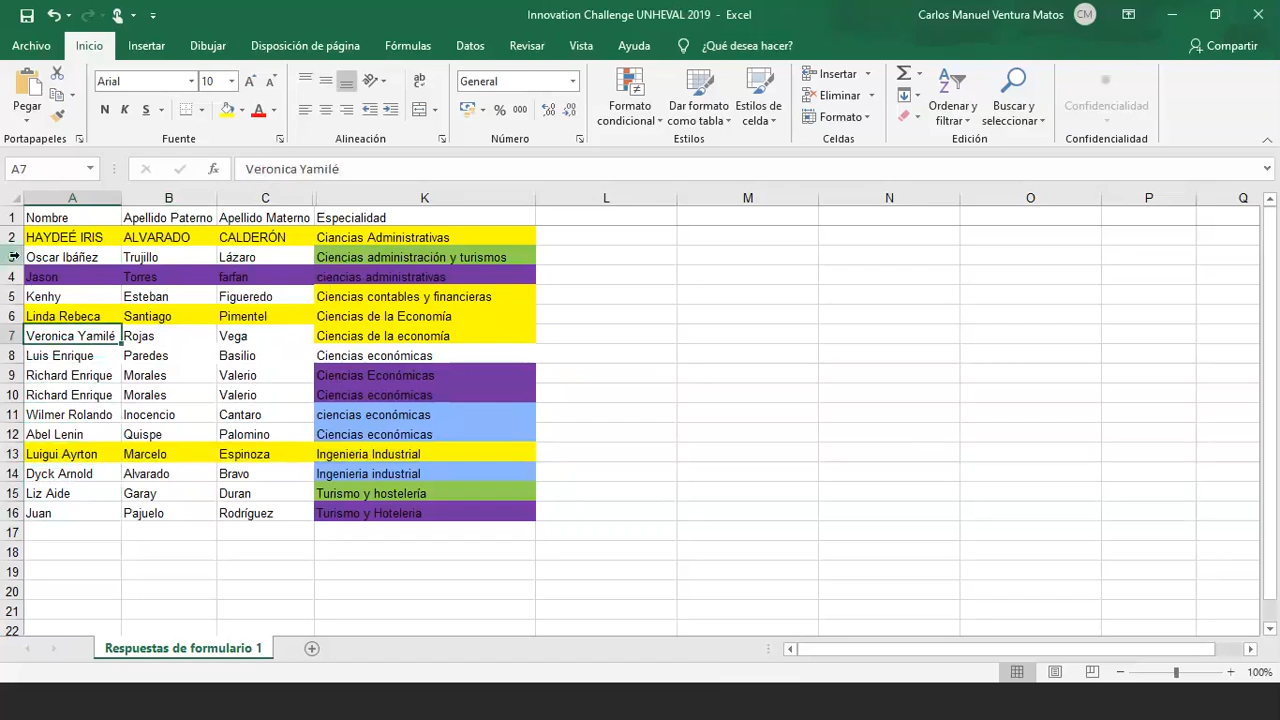 Innovation Challenge UNHEVAL 2019 - Excel
Carlos Manuel Ventura Matos
CM
Archivo Inicio Insertar Dibujar Disposición de página Fórmulas Datos Revisar Vista Ayuda ¿Qué desea hacer? Compartir
Pegar
Arial 10
N K S A
ab
General
% 000
Formato condicional
Dar formato como tabla
Estilos de celda
Insertar
Eliminar
Formato
Ordenar y filtrar
Buscar y seleccionar
Confidencialidad
Portapapeles Fuente Alineación Número Estilos Celdas Edición Confidencialidad
A7 fx Veronica Yamilé
A B C K L M N O P Q
1 Nombre Apellido Paterno Apellido Materno Especialidad
2 HAYDEÉ IRIS ALVARADO CALDERÓN Ciancias Administrativas
Oscar Ibáñez Trujillo Lázaro Ciencias administración y turismos
4 Jason Torres farfan ciencias administrativas
5 Kenhy Esteban Figueredo Ciencias contables y financieras
6 Linda Rebeca Santiago Pimentel Ciencias de la Economía
7 Veronica Yamilé Rojas Vega Ciencias de la economía
8 Luis Enrique Paredes Basilio Ciencias económicas
9 Richard Enrique Morales Valerio Ciencias Económicas
10 Richard Enrique Morales Valerio Ciencias económicas
11 Wilmer Rolando Inocencio Cantaro ciencias económicas
12 Abel Lenin Quispe Palomino Ciencias económicas
13 Luigui Ayrton Marcelo Espinoza Ingenieria Industrial
14 Dyck Arnold Alvarado Bravo Ingenieria industrial
15 Liz Aide Garay Duran Turismo y hostelería
16 Juan Pajuelo Rodríguez Turismo y Hoteleria
17
18
19
20
21
22
Respuestas de formulario 1
100%